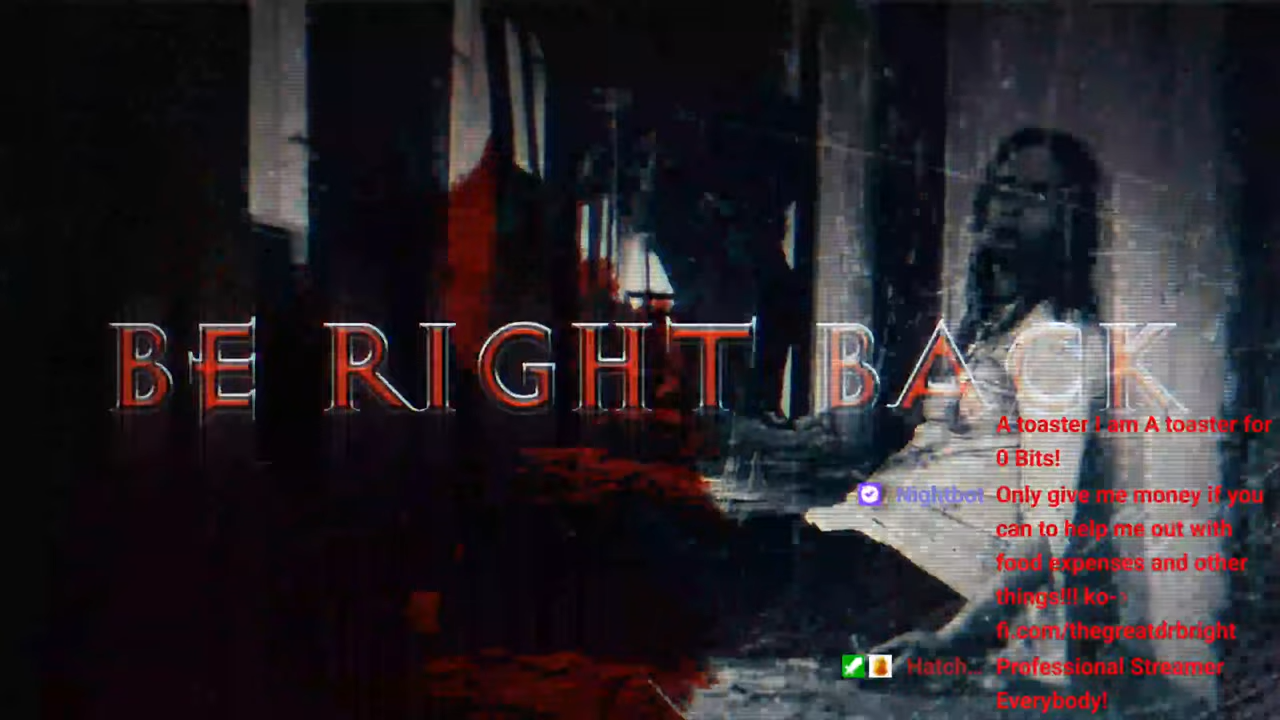 BE RIGHT BACK
A toaster I am A toaster for
0 Bits!
Nightbot Only give me money if you
can to help me out with
food expenses and other
things!!! ko-
fi.com/thegreatdrbright
Hatch... Professional Streamer
Everybody!